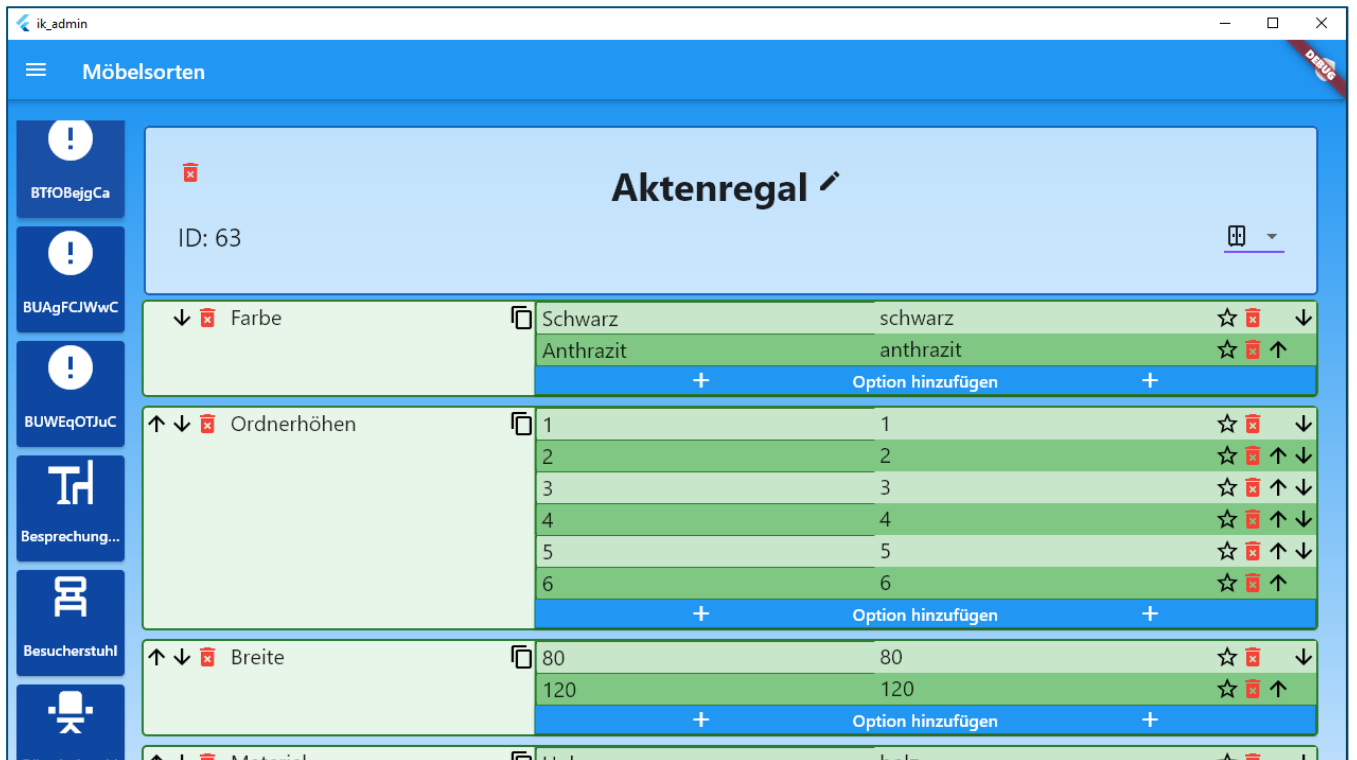 ik_admin
DEBUG
Möbelsorten
BTfOBejgCa
BUAgFCJWwC
BUWEqOTJuC
Besprechung...
Besucherstuhl
Aktenregal
ID: 63
Farbe
Schwarz schwarz
Anthrazit anthrazit
+ Option hinzufügen +
Ordnerhöhen
1 1
2 2
3 3
4 4
5 5
6 6
+ Option hinzufügen +
Breite
80 80
120 120
+ Option hinzufügen +
Material